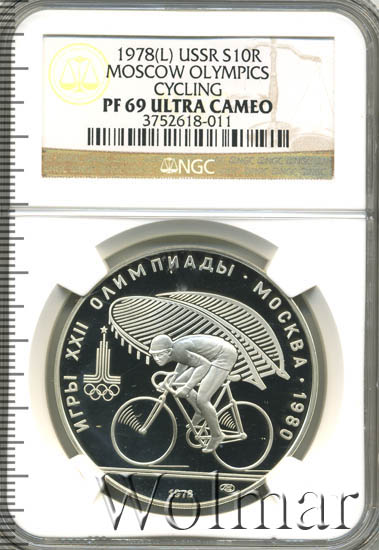 1978(L) USSR S10R
MOSCOW OLYMPICS
CYCLING
PF 69 ULTRA CAMEO
3752618-011
NGC
ИГРЫ XXII ОЛИМПИАДЫ · МОСКВА · 1980
1978
Wolmar